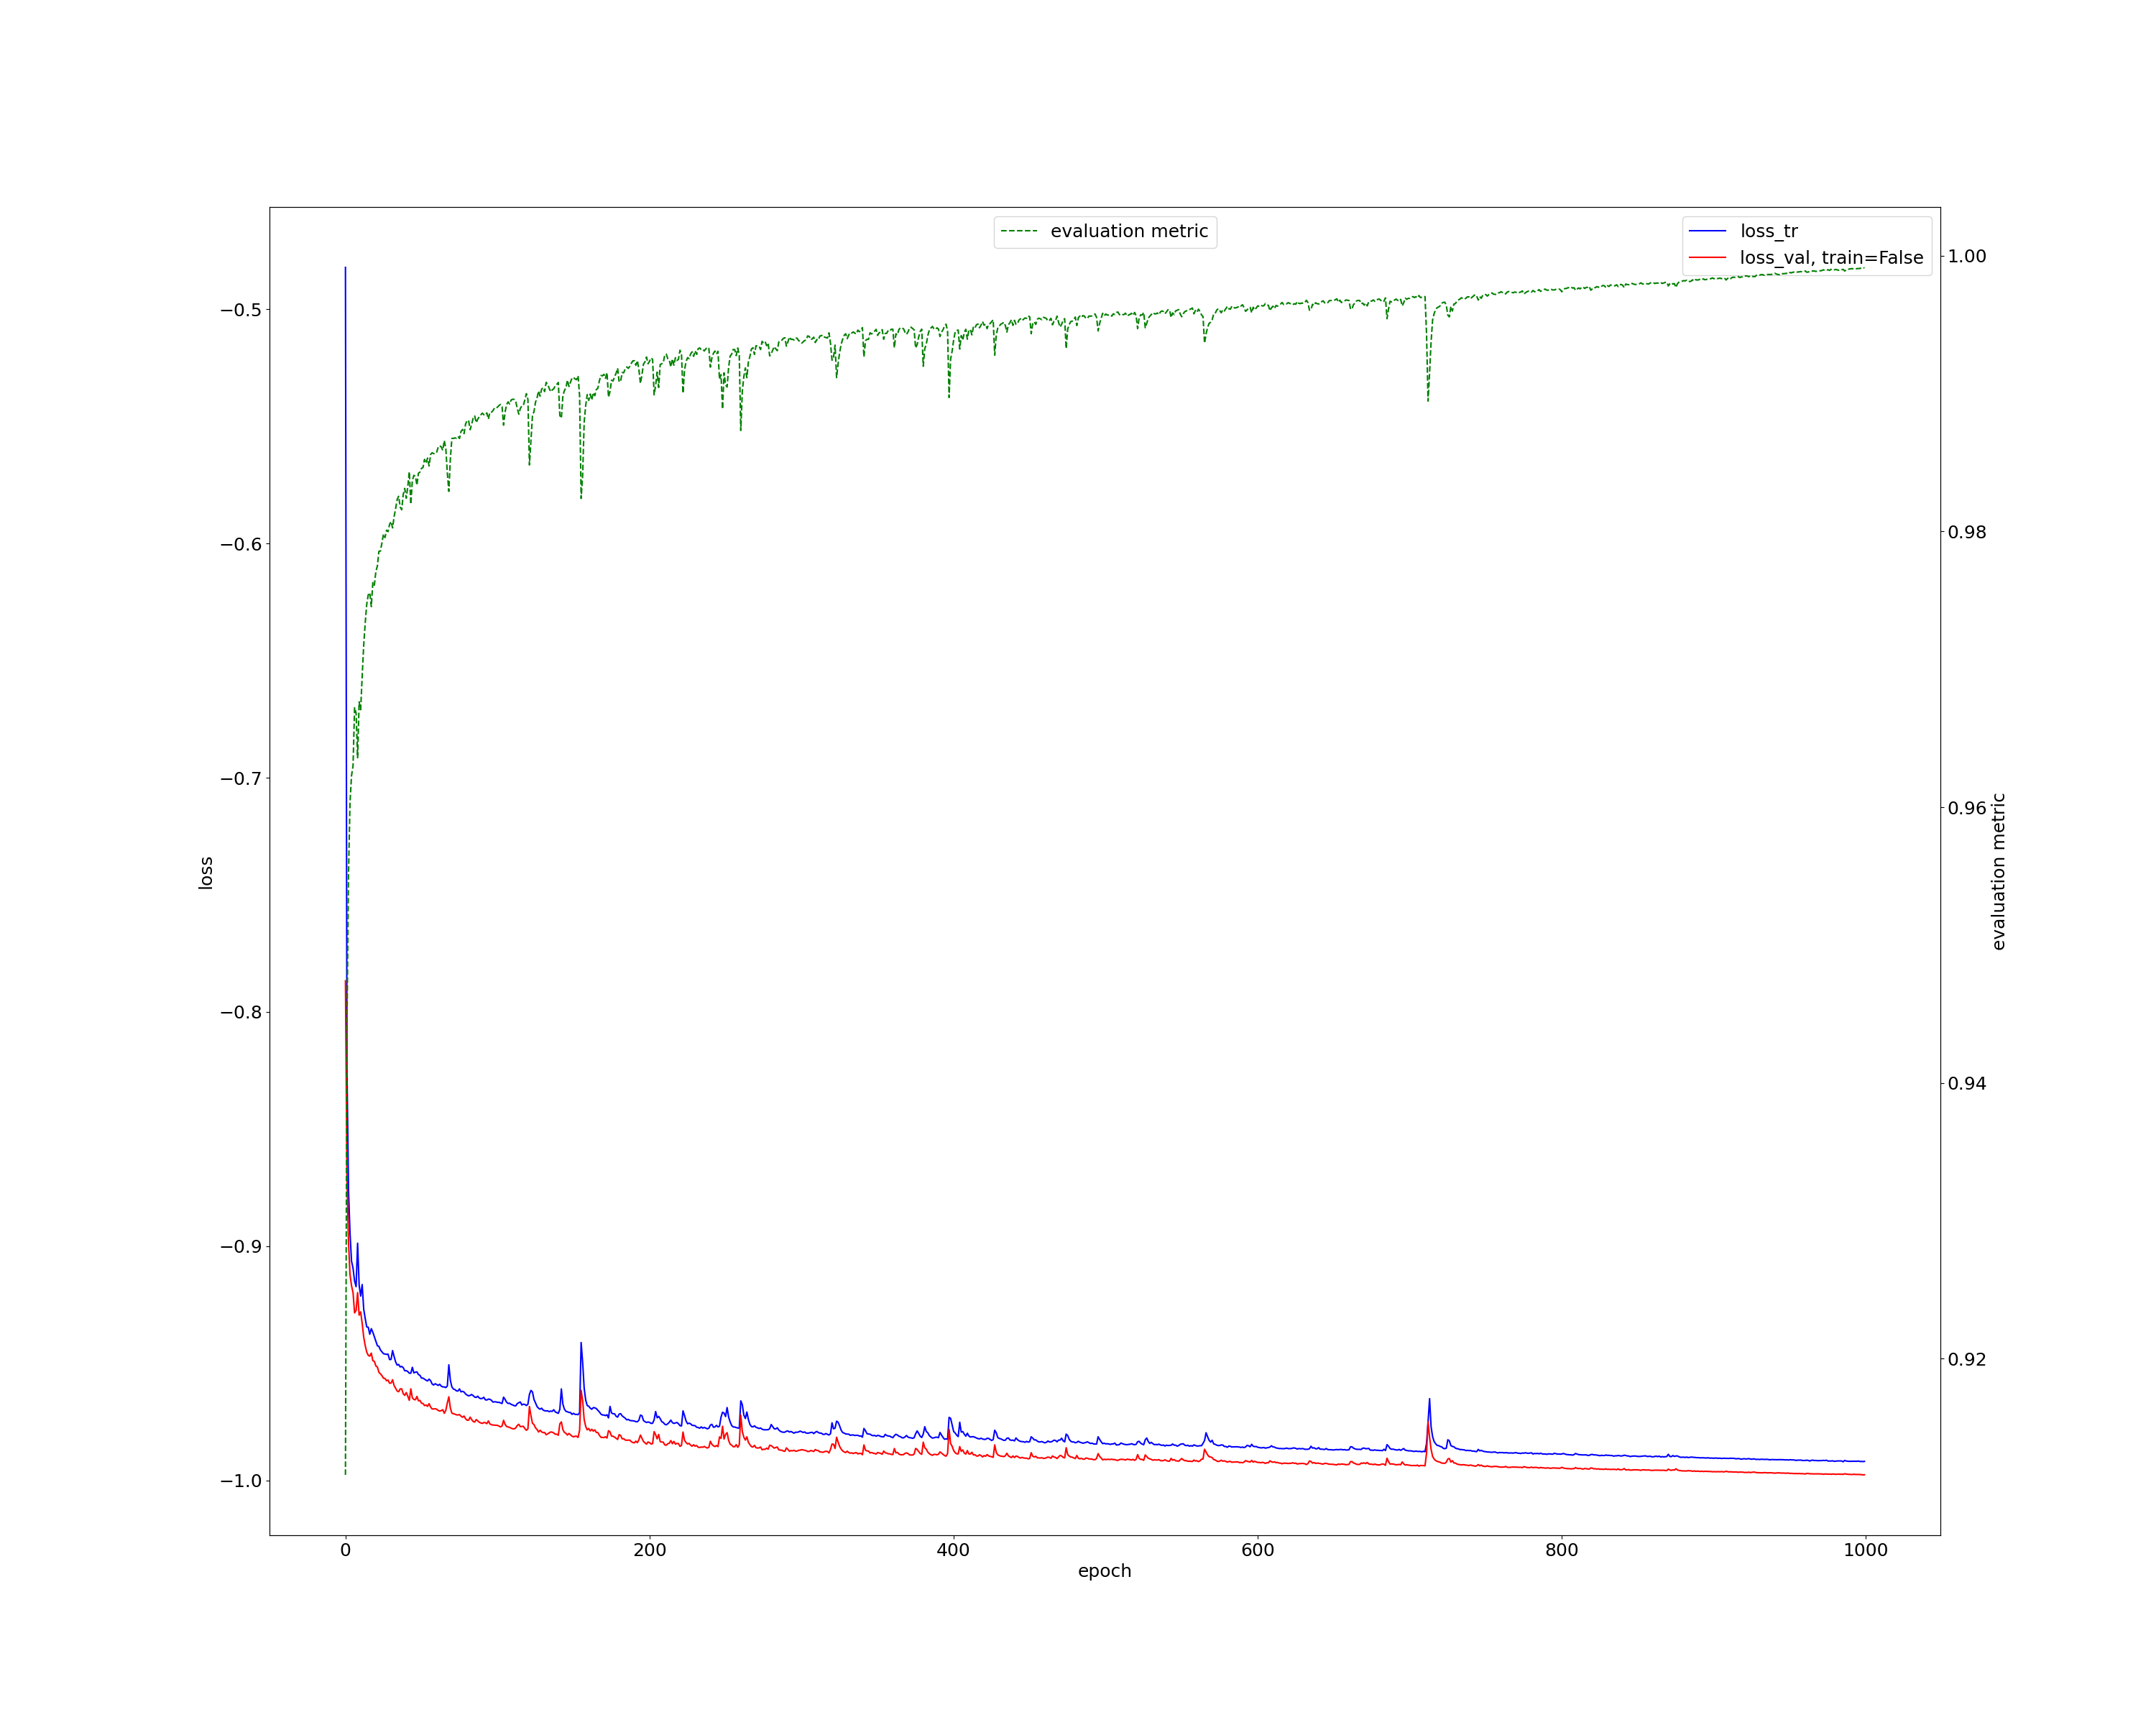 evaluation metric
loss_tr
loss_val, train=False
1.00
−0.5
0.98
−0.6
−0.7
0.96
loss
evaluation metric
−0.8
0.94
−0.9
0.92
−1.0
0 200 400 600 800 1000
epoch